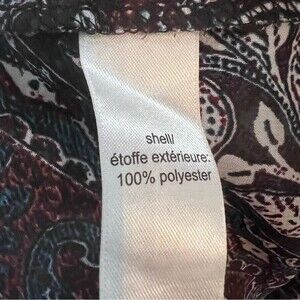 shell/
étoffe extérieure:
100% polyester